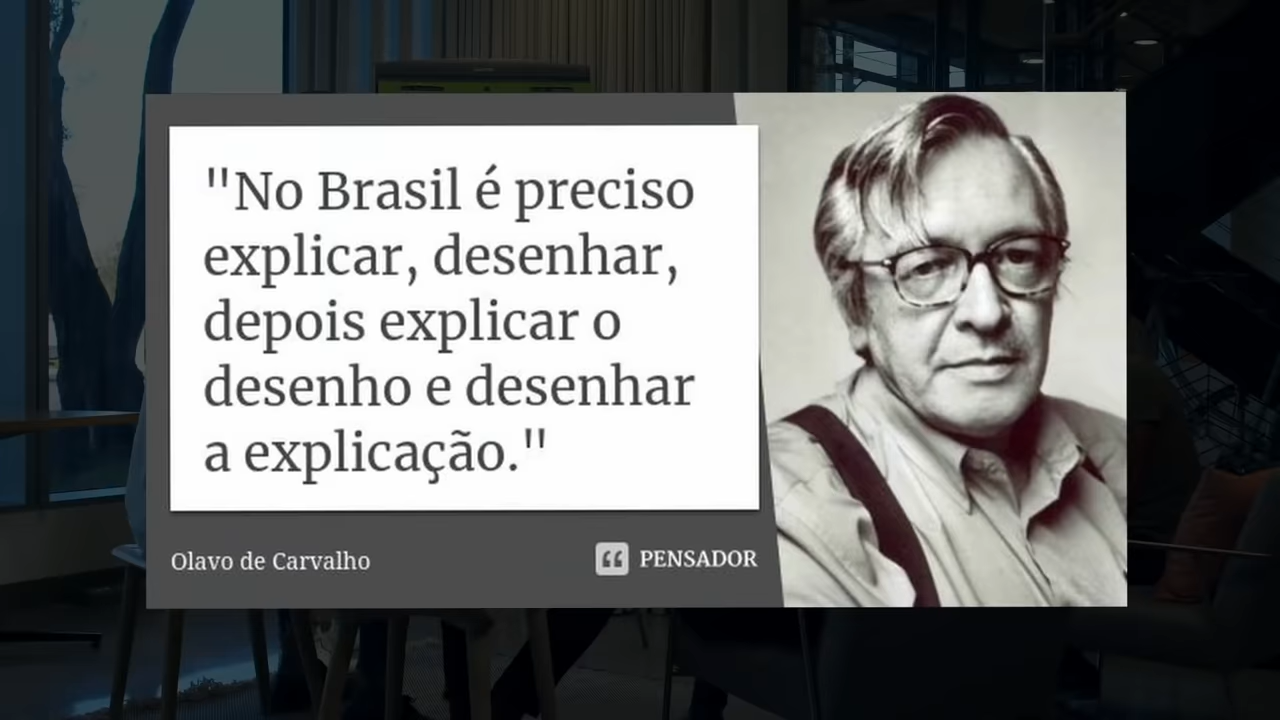 "No Brasil é preciso
explicar, desenhar,
depois explicar o
desenho e desenhar
a explicação."
Olavo de Carvalho
PENSADOR